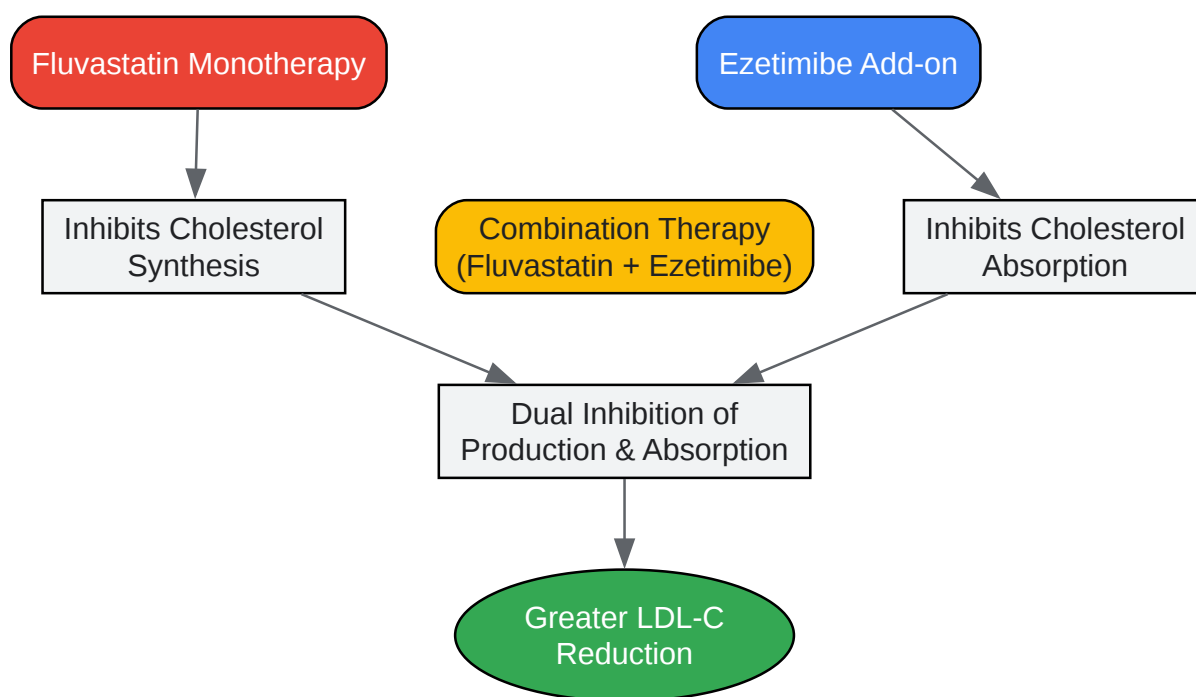 Fluvastatin Monotherapy
Ezetimibe Add-on
Inhibits Cholesterol
Synthesis
Combination Therapy
(Fluvastatin + Ezetimibe)
Inhibits Cholesterol
Absorption
Dual Inhibition of
Production & Absorption
Greater LDL-C
Reduction